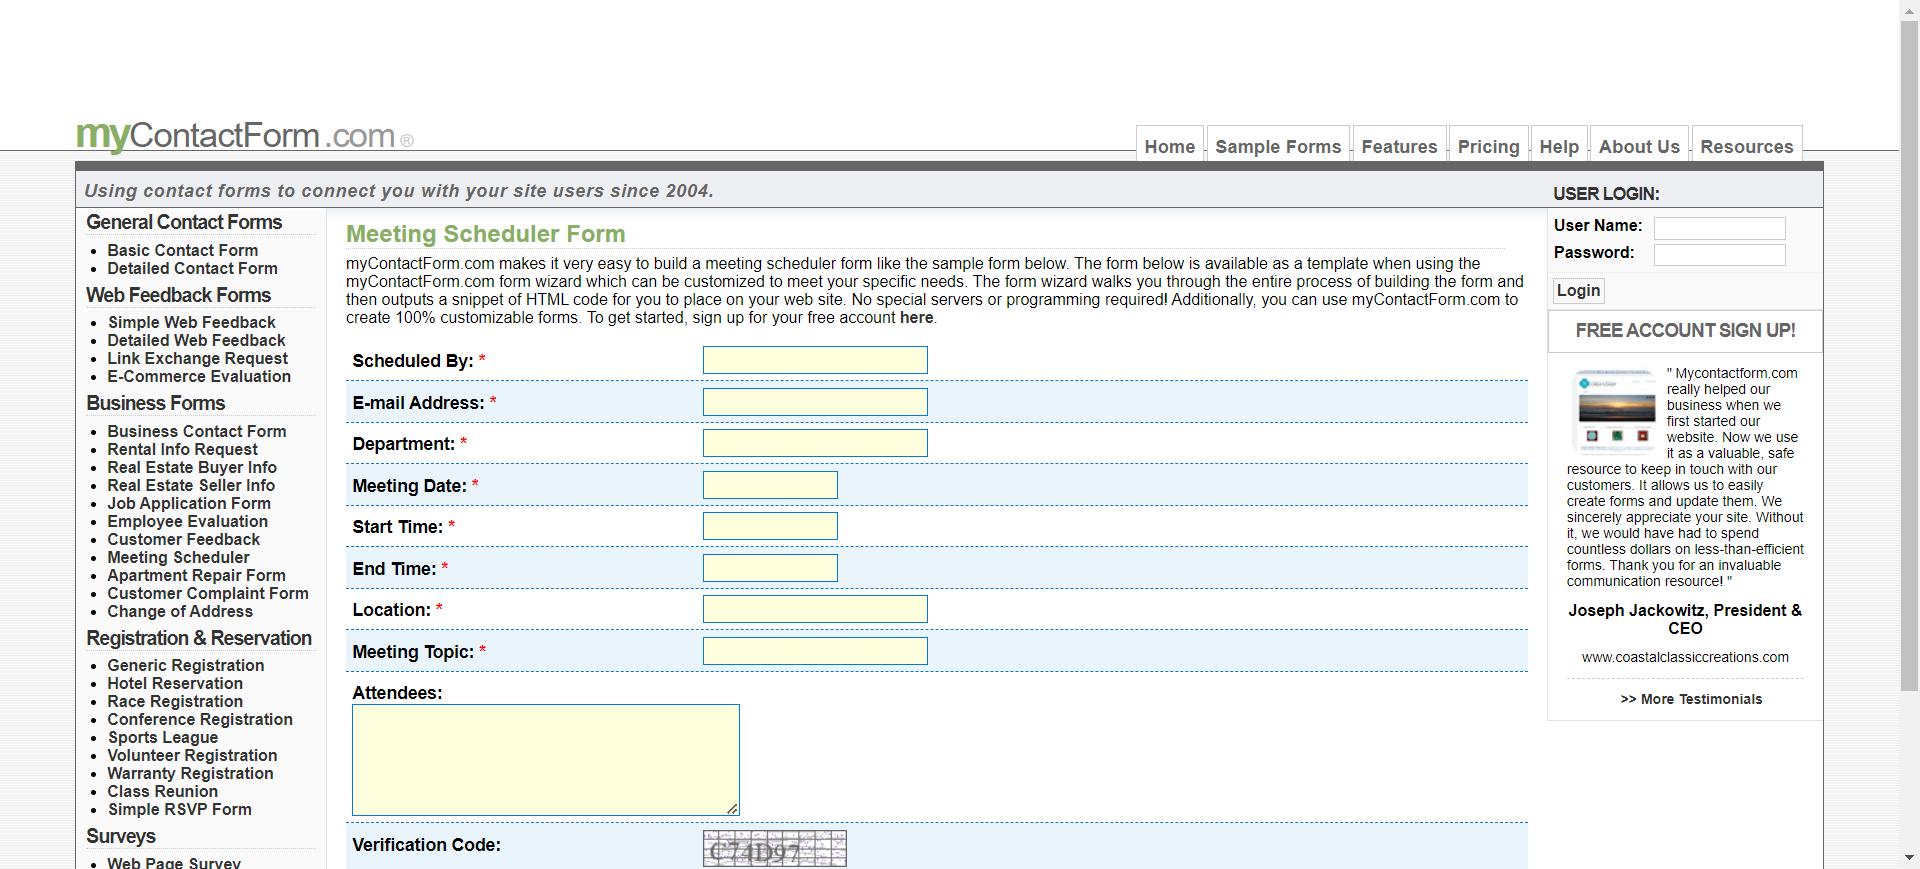 myContactForm.com®
Home
Sample Forms
Features
Pricing
Help
About Us
Resources
Using contact forms to connect you with your site users since 2004.
USER LOGIN:
General Contact Forms
Basic Contact Form
Detailed Contact Form
Web Feedback Forms
Simple Web Feedback
Detailed Web Feedback
Link Exchange Request
E-Commerce Evaluation
Business Forms
Business Contact Form
Rental Info Request
Real Estate Buyer Info
Real Estate Seller Info
Job Application Form
Employee Evaluation
Customer Feedback
Meeting Scheduler
Apartment Repair Form
Customer Complaint Form
Change of Address
Registration & Reservation
Generic Registration
Hotel Reservation
Race Registration
Conference Registration
Sports League
Volunteer Registration
Warranty Registration
Class Reunion
Simple RSVP Form
Surveys
Web Page Survey
Meeting Scheduler Form
myContactForm.com makes it very easy to build a meeting scheduler form like the sample form below. The form below is available as a template when using the
myContactForm.com form wizard which can be customized to meet your specific needs. The form wizard walks you through the entire process of building the form and
then outputs a snippet of HTML code for you to place on your web site. No special servers or programming required! Additionally, you can use myContactForm.com to
create 100% customizable forms. To get started, sign up for your free account here.
Scheduled By: *
E-mail Address: *
Department: *
Meeting Date: *
Start Time: *
End Time: *
Location: *
Meeting Topic: *
Attendees:
Verification Code:
C74D97
User Name:
Password:
Login
FREE ACCOUNT SIGN UP!
" Mycontactform.com
really helped our
business when we
first started our
website. Now we use
it as a valuable, safe
resource to keep in touch with our
customers. It allows us to easily
create forms and update them. We
sincerely appreciate your site. Without
it, we would have had to spend
countless dollars on less-than-efficient
forms. Thank you for an invaluable
communication resource! "
Joseph Jackowitz, President &
CEO
www.coastalclassiccreations.com
>> More Testimonials